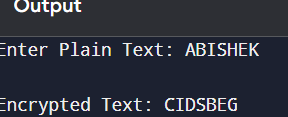 Output
Enter Plain Text: ABISHEK
Encrypted Text: CIDSBEG